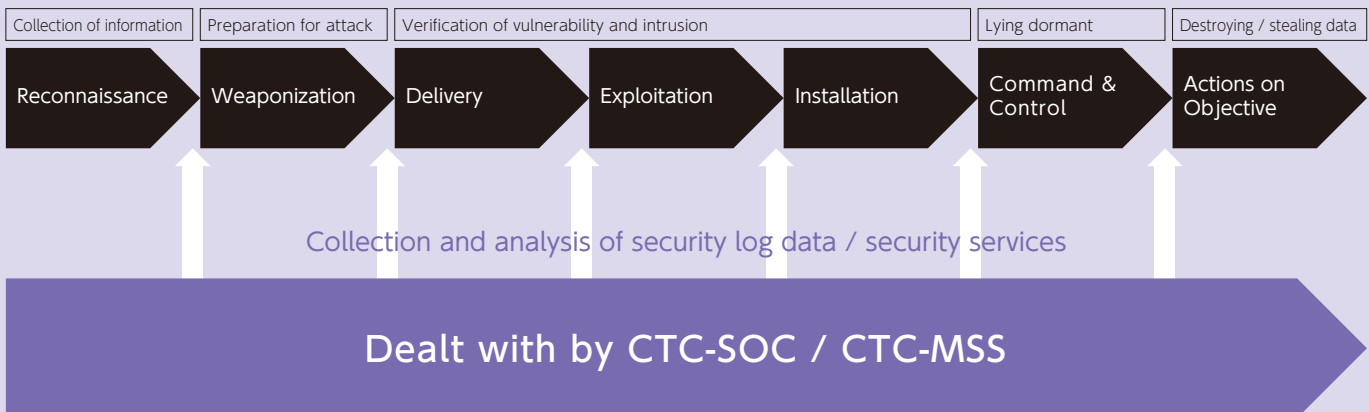 Collection of information
Preparation for attack
Verification of vulnerability and intrusion
Lying dormant
Destroying / stealing data
Reconnaissance
Weaponization
Delivery
Exploitation
Installation
Command &
Control
Actions on
Objective
Collection and analysis of security log data / security services
Dealt with by CTC-SOC / CTC-MSS